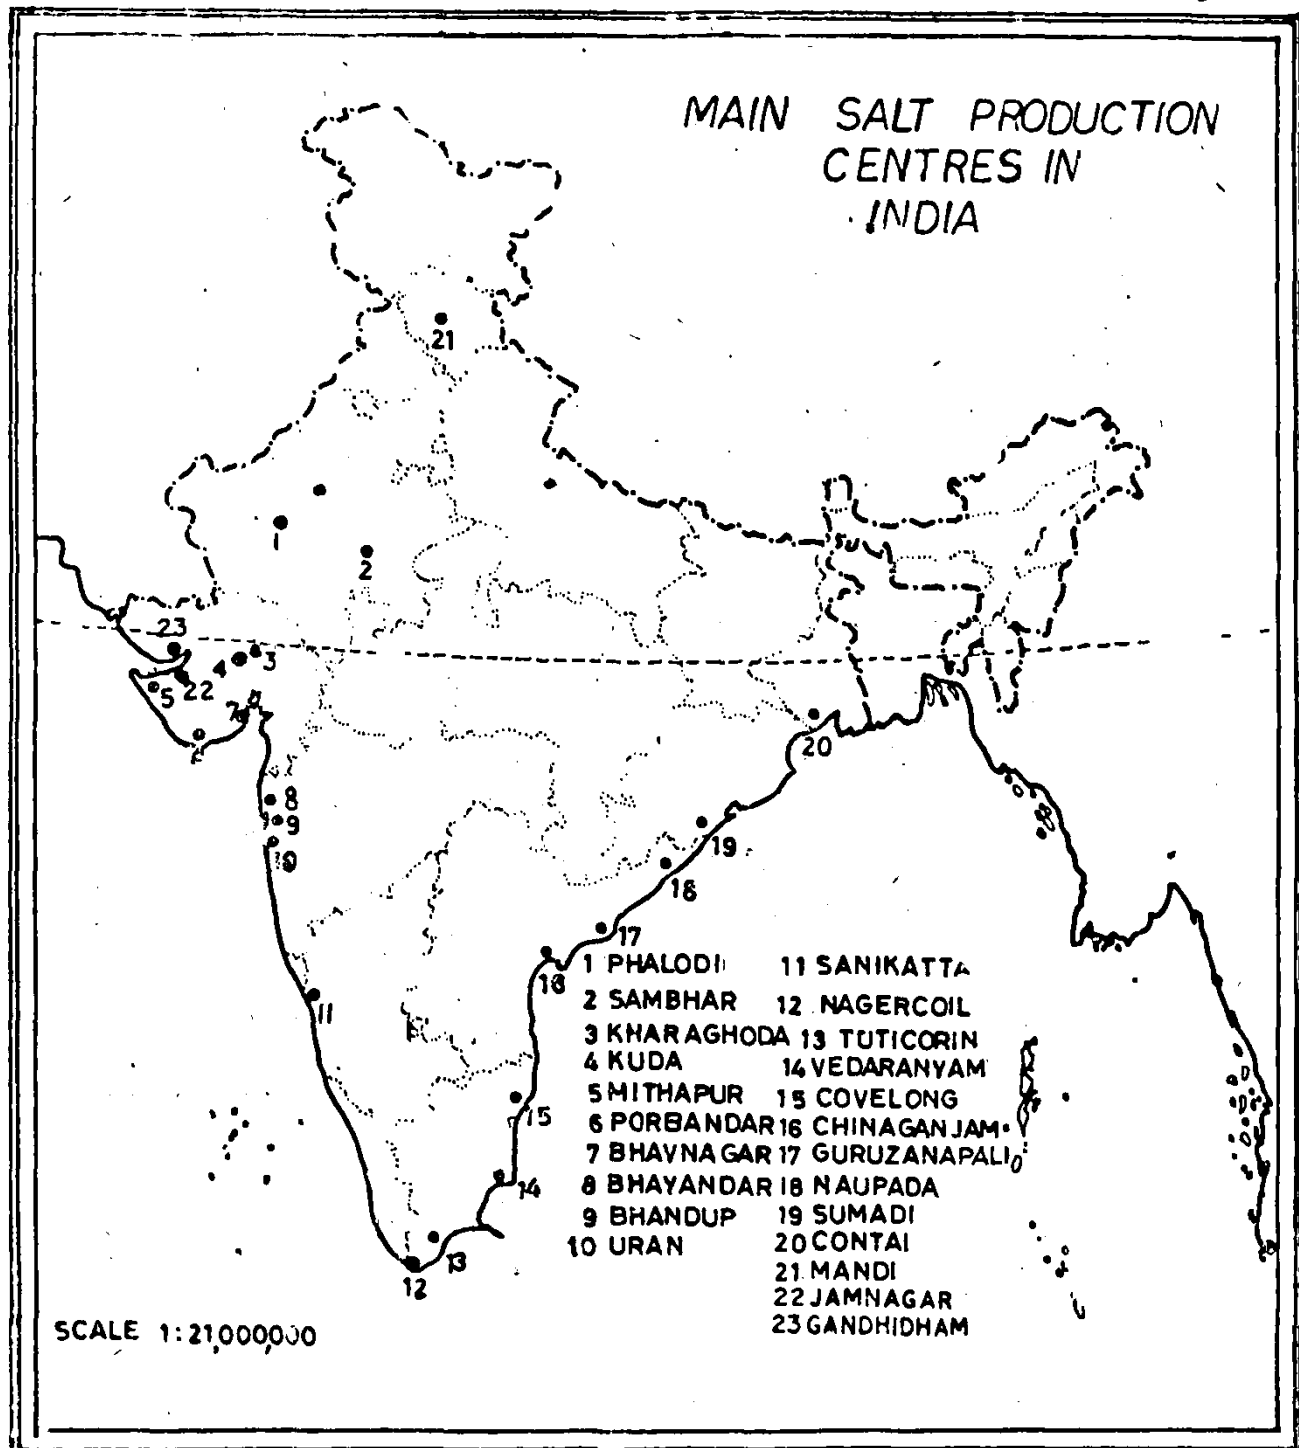 MAIN SALT PRODUCTION
CENTRES IN
INDIA
21
1
2
23
4
3
5
22
7
20
8
9
10
19
18
17
16
11
15
14
13
12
1 PHALODI
2 SAMBHAR
3 KHARAGHODA
4 KUDA
5 MITHAPUR
6 PORBANDAR
7 BHAVNAGAR
8 BHAYANDAR
9 BHANDUP
10 URAN
11 SANIKATTA
12 NAGERCOIL
13 TUTICORIN
14 VEDARANYAM
15 COVELONG
16 CHINAGANJAM
17 GURUZANAPALI
18 NAUPADA
19 SUMADI
20 CONTAI
21 MANDI
22 JAMNAGAR
23 GANDHIDHAM
SCALE 1:21,000,000